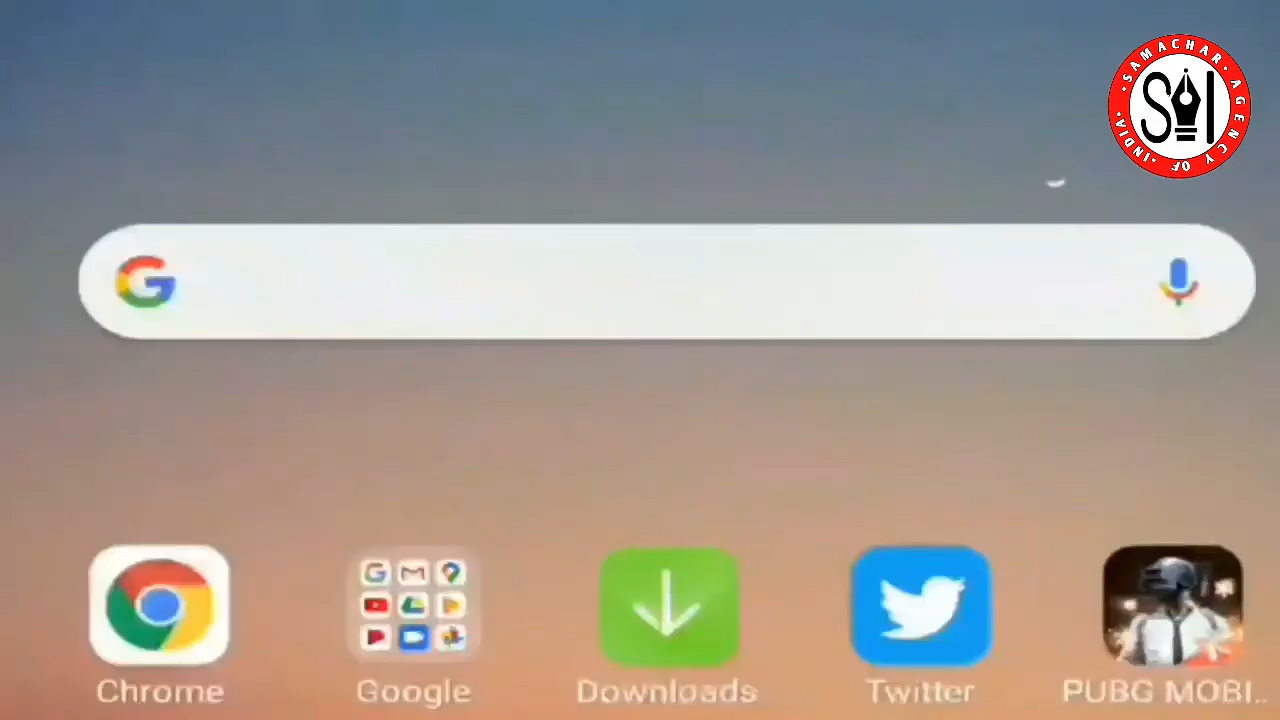 SAMACHAR AGENCY OF INDIA
SAI
Chrome
Google
Downloads
Twitter
PUBG MOBI..